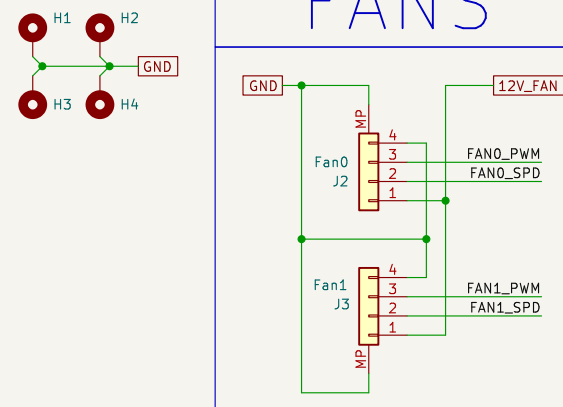 FANS
H1
H2
GND
H3
H4
GND
12V_FAN
MP
Fan0
J2
4
3
2
1
FAN0_PWM
FAN0_SPD
Fan1
J3
4
3
2
1
FAN1_PWM
FAN1_SPD
MP